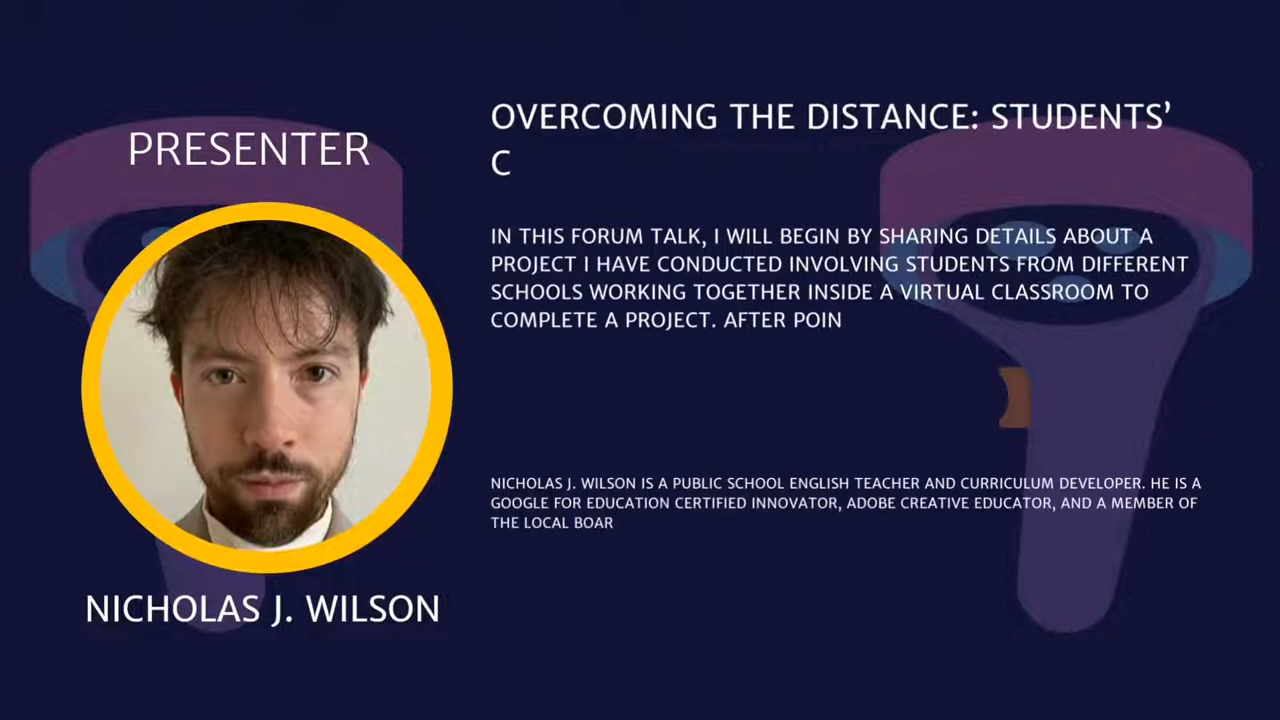 PRESENTER
NICHOLAS J. WILSON
OVERCOMING THE DISTANCE: STUDENTS’
C
IN THIS FORUM TALK, I WILL BEGIN BY SHARING DETAILS ABOUT A
PROJECT I HAVE CONDUCTED INVOLVING STUDENTS FROM DIFFERENT
SCHOOLS WORKING TOGETHER INSIDE A VIRTUAL CLASSROOM TO
COMPLETE A PROJECT. AFTER POIN
NICHOLAS J. WILSON IS A PUBLIC SCHOOL ENGLISH TEACHER AND CURRICULUM DEVELOPER. HE IS A
GOOGLE FOR EDUCATION CERTIFIED INNOVATOR, ADOBE CREATIVE EDUCATOR, AND A MEMBER OF
THE LOCAL BOAR